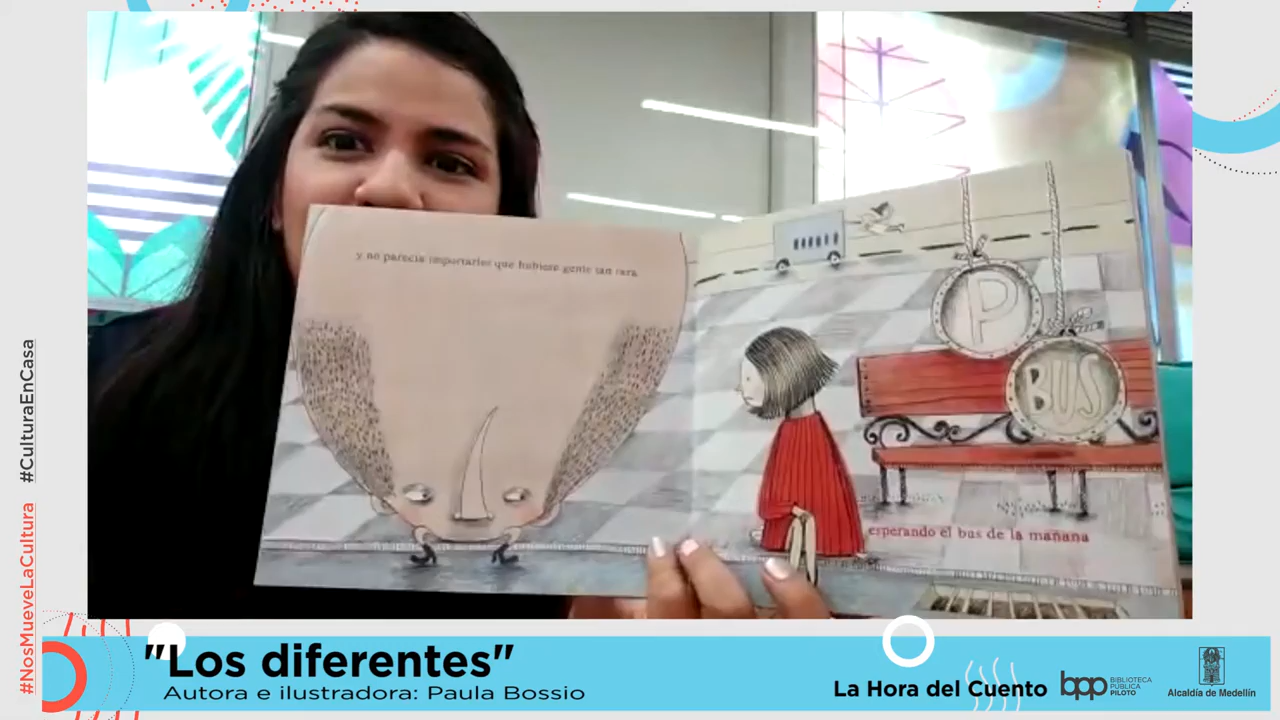 y no parecía importarles que hubiese gente tan rara
P
BUS
esperando el bus de la mañana
#NosMueveLaCultura #CulturaEnCasa
"Los diferentes"
Autora e ilustradora: Paula Bossio
La Hora del Cuento
bpp BIBLIOTECA
PÚBLICA
PILOTO
Alcaldía de Medellín